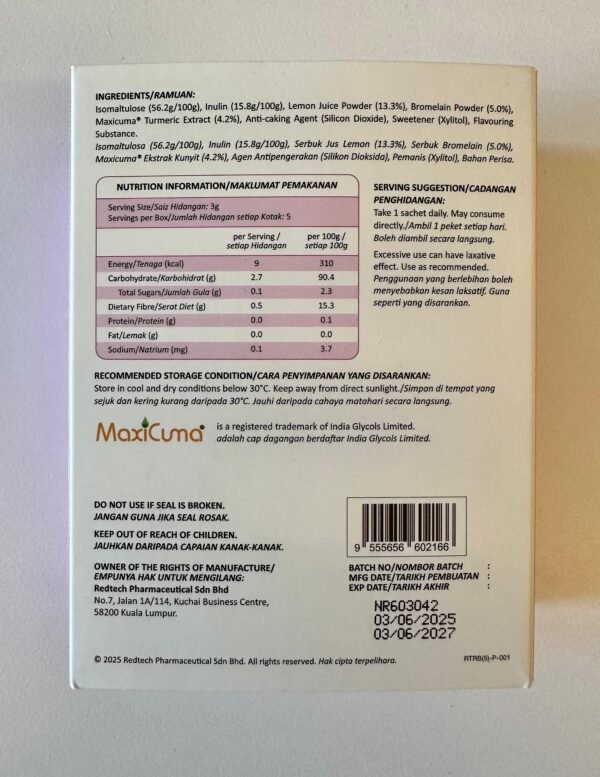 INGREDIENTS/RAMUAN:
Isomaltulose (56.2g/100g), Inulin (15.8g/100g), Lemon Juice Powder (13.3%), Bromelain Powder (5.0%),
Maxicuma® Turmeric Extract (4.2%), Anti-caking Agent (Silicon Dioxide), Sweetener (Xylitol), Flavouring
Substance.
Isomaltulosa (56.2g/100g), Inulin (15.8g/100g), Serbuk Jus Lemon (13.3%), Serbuk Bromelain (5.0%),
Maxicuma® Ekstrak Kunyit (4.2%), Agen Antipengerakan (Silikon Dioksida), Pemanis (Xylitol), Bahan Perisa.
NUTRITION INFORMATION/MAKLUMAT PEMAKANAN
Serving Size/Saiz Hidangan: 3g
Servings per Box/Jumlah Hidangan setiap Kotak: 5
per Serving / per 100g /
setiap Hidangan setiap 100g
Energy/Tenaga (kcal) 9 310
Carbohydrate/Karbohidrat (g) 2.7 90.4
Total Sugars/Jumlah Gula (g) 0.1 2.3
Dietary Fibre/Serat Diet (g) 0.5 15.3
Protein/Protein (g) 0.0 0.1
Fat/Lemak (g) 0.0 0.0
Sodium/Natrium (mg) 0.1 3.7
SERVING SUGGESTION/CADANGAN
PENGHIDANGAN:
Take 1 sachet daily. May consume
directly./Ambil 1 peket setiap hari.
Boleh diambil secara langsung.
Excessive use can have laxative
effect. Use as recommended.
Penggunaan yang berlebihan boleh
menyebabkan kesan laksatif. Guna
seperti yang disarankan.
RECOMMENDED STORAGE CONDITION/CARA PENYIMPANAN YANG DISARANKAN:
Store in cool and dry conditions below 30°C. Keep away from direct sunlight./Simpan di tempat yang
sejuk dan kering kurang daripada 30°C. Jauhi daripada cahaya matahari secara langsung.
MaxiCuma® is a registered trademark of India Glycols Limited.
adalah cap dagangan berdaftar India Glycols Limited.
DO NOT USE IF SEAL IS BROKEN.
JANGAN GUNA JIKA SEAL ROSAK.
KEEP OUT OF REACH OF CHILDREN.
JAUHKAN DARIPADA CAPAIAN KANAK-KANAK.
OWNER OF THE RIGHTS OF MANUFACTURE/
EMPUNYA HAK UNTUK MENGILANG:
Redtech Pharmaceutical Sdn Bhd
No.7, Jalan 1A/114, Kuchai Business Centre,
58200 Kuala Lumpur.
9 555656 602166
BATCH NO/NOMBOR BATCH :
MFG DATE/TARIKH PEMBUATAN :
EXP DATE/TARIKH AKHIR :
NR603042
03/06/2025
03/06/2027
© 2025 Redtech Pharmaceutical Sdn Bhd. All rights reserved. Hak cipta terpelihara.
RTRB(5)-P-001